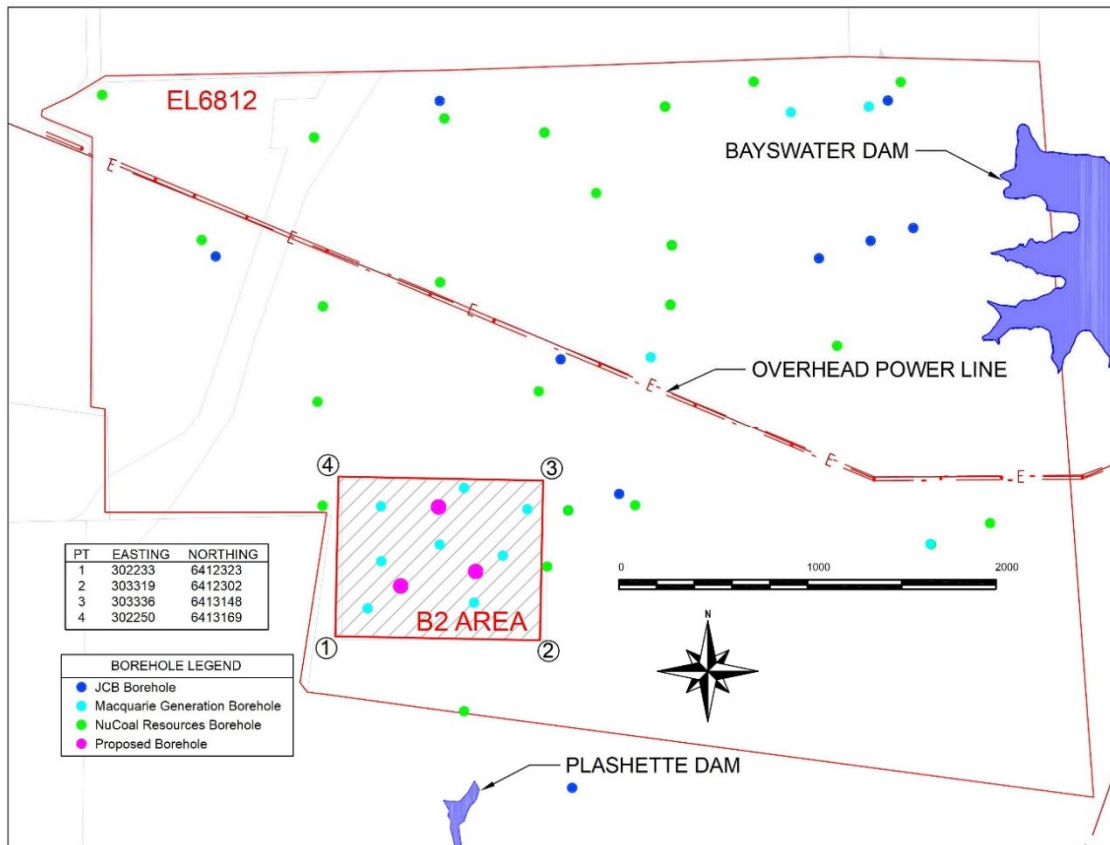 EL6812
BAYSWATER DAM
E
E
E
E
OVERHEAD POWER LINE
E
E
4
3
PT EASTING NORTHING
1 302233 6412323
2 303319 6412302
3 303336 6413148
4 302250 6413169
0 1000 2000
B2 AREA
1
2
N
BOREHOLE LEGEND
JCB Borehole
Macquarie Generation Borehole
NuCoal Resources Borehole
Proposed Borehole
PLASHETTE DAM